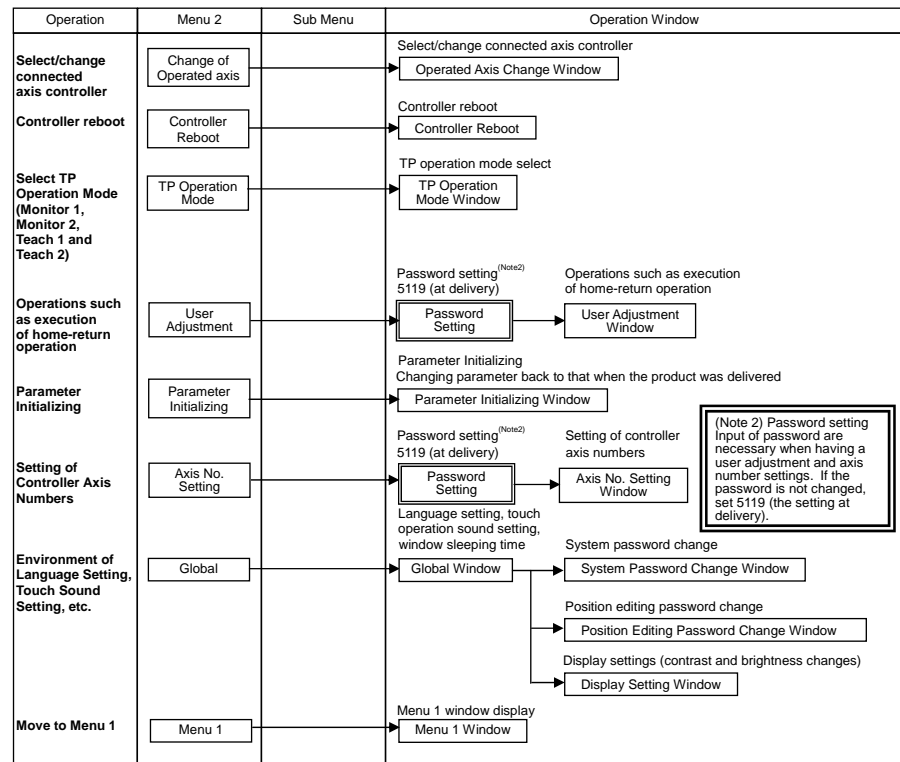 Operation
Menu 2
Sub Menu
Operation Window
Select/change
connected
axis controller
Change of
Operated axis
Select/change connected axis controller
Operated Axis Change Window
Controller reboot
Controller
Reboot
Controller reboot
Controller Reboot
Select TP
Operation Mode
(Monitor 1,
Monitor 2,
Teach 1 and
Teach 2)
TP Operation
Mode
TP operation mode select
TP Operation
Mode Window
Operations such
as execution
of home-return
operation
User
Adjustment
Password setting(Note2)
5119 (at delivery)
Password
Setting
Operations such as execution
of home-return operation
User Adjustment
Window
Parameter
Initializing
Parameter
Initializing
Parameter Initializing
Changing parameter back to that when the product was delivered
Parameter Initializing Window
(Note 2) Password setting
Input of password are
necessary when having a
user adjustment and axis
number settings.  If the
password is not changed,
set 5119 (the setting at
delivery).
Setting of
Controller Axis
Numbers
Axis No.
Setting
Password setting(Note2)
5119 (at delivery)
Password
Setting
Setting of controller
axis numbers
Axis No. Setting
Window
Environment of
Language Setting,
Touch Sound
Setting, etc.
Global
Language setting, touch
operation sound setting,
window sleeping time
Global Window
System password change
System Password Change Window
Position editing password change
Position Editing Password Change Window
Display settings (contrast and brightness changes)
Display Setting Window
Move to Menu 1
Menu 1
Menu 1 window display
Menu 1 Window